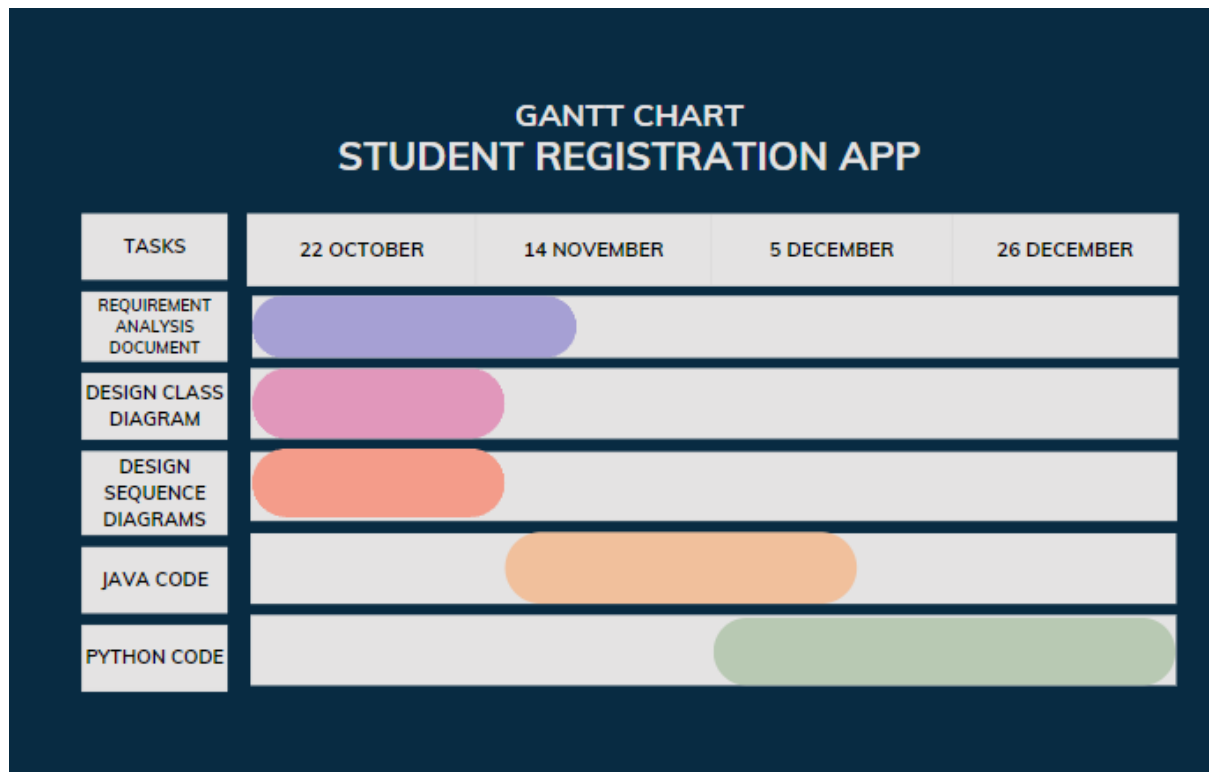 GANTT CHART
STUDENT REGISTRATION APP
TASKS
22 OCTOBER
14 NOVEMBER
5 DECEMBER
26 DECEMBER
REQUIREMENT
ANALYSIS
DOCUMENT
DESIGN CLASS
DIAGRAM
DESIGN
SEQUENCE
DIAGRAMS
JAVA CODE
PYTHON CODE